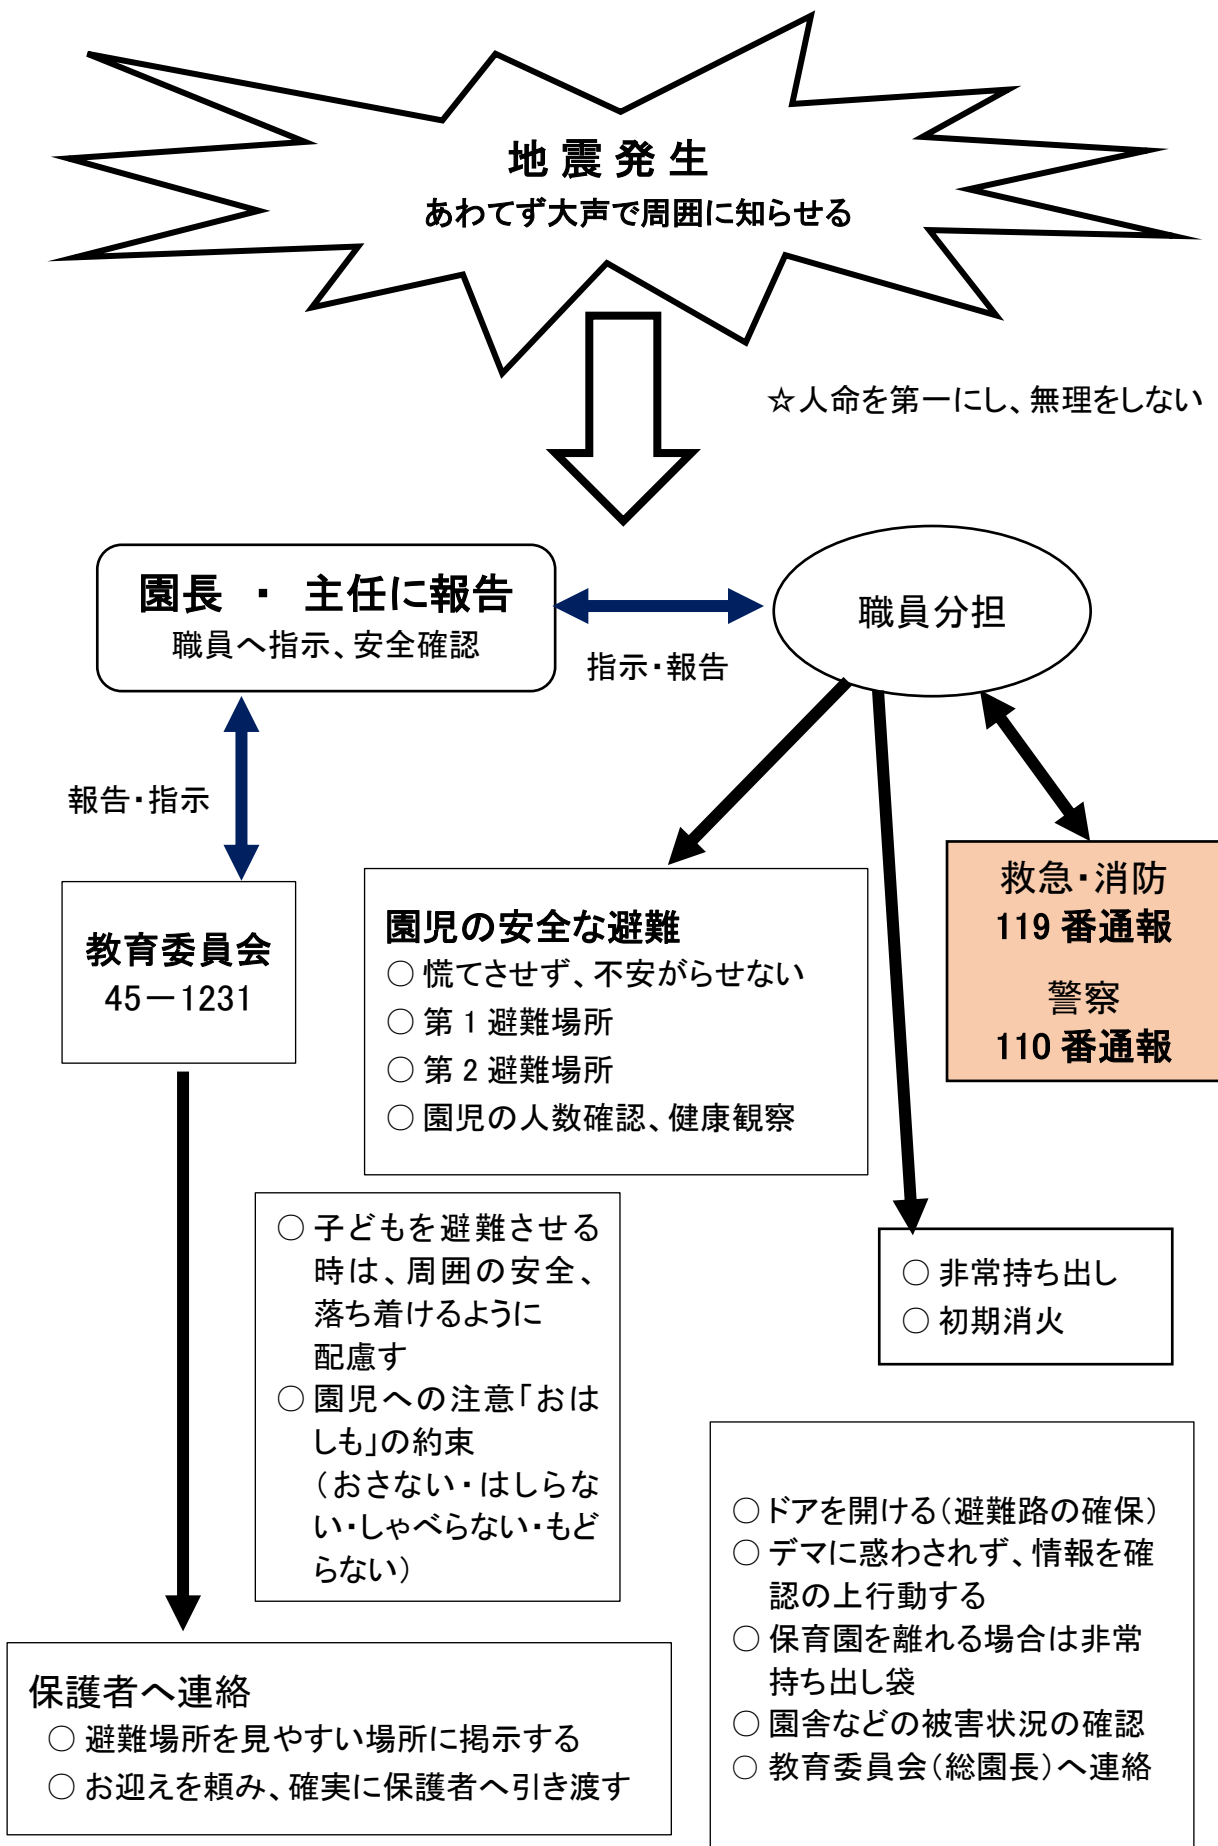 地震発生
あわてず大声で周囲に知らせる
☆人命を第一にし、無理をしない
園長 ・ 主任に報告
職員へ指示、安全確認
指示・報告
職員分担
報告・指示
教育委員会
45－1231
園児の安全な避難
○ 慌てさせず、不安がらせない
○ 第1避難場所
○ 第2避難場所
○ 園児の人数確認、健康観察
救急・消防
119番通報
警察
110番通報
○ 子どもを避難させる
時は、周囲の安全、
落ち着けるように
配慮す
○ 園児への注意「おは
しも」の約束
（おさない・はしらな
い・しゃべらない・もど
らない）
○ 非常持ち出し
○ 初期消火
○ ドアを開ける（避難路の確保）
○ デマに惑わされず、情報を確
認の上行動する
○ 保育園を離れる場合は非常
持ち出し袋
○ 園舎などの被害状況の確認
○ 教育委員会（総園長）へ連絡
保護者へ連絡
○ 避難場所を見やすい場所に掲示する
○ お迎えを頼み、確実に保護者へ引き渡す